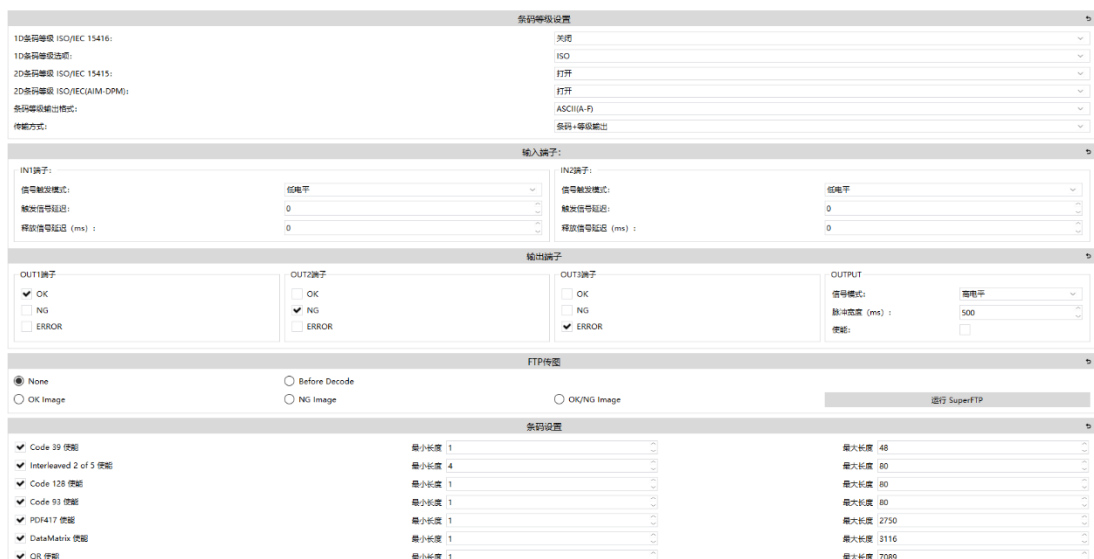 条码等级设置
1D条码等级 ISO/IEC 15416: 关闭
1D条码等级选项: ISO
2D条码等级 ISO/IEC 15415: 打开
2D条码等级 ISO/IEC(AIM-DPM): 打开
条码等级输出格式: ASCII(A-F)
传输方式: 条码+等级输出
输入端子:
IN1端子: IN2端子:
信号触发模式: 低电平 信号触发模式: 低电平
触发信号延迟: 0 触发信号延迟: 0
释放信号延迟 (ms) : 0 释放信号延迟 (ms) : 0
输出端子
OUT1端子 OUT2端子 OUT3端子 OUTPUT
OK OK OK 信号模式: 高电平
NG NG NG 脉冲宽度 (ms) : 500
ERROR ERROR ERROR 使能:
FTP传图
None Before Decode
OK Image NG Image OK/NG Image 运行 SuperFTP
条码设置
Code 39 使能 最小长度 1 最大长度 48
Interleaved 2 of 5 使能 最小长度 4 最大长度 80
Code 128 使能 最小长度 1 最大长度 80
Code 93 使能 最小长度 1 最大长度 80
PDF417 使能 最小长度 1 最大长度 2750
DataMatrix 使能 最小长度 1 最大长度 3116
QR 使能 最小长度 1 最大长度 7089